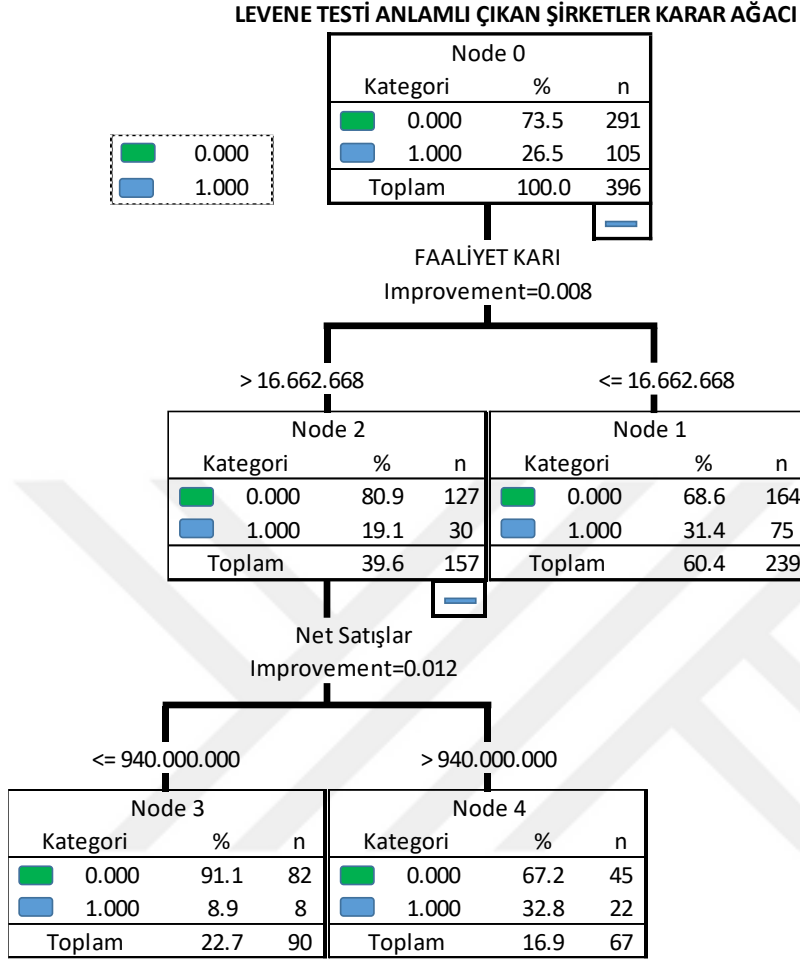 LEVENE TESTİ ANLAMLI ÇIKAN ŞİRKETLER KARAR AĞACI
Node 0
Kategori % n
0.000 73.5 291
1.000 26.5 105
Toplam 100.0 396
0.000
1.000
FAALİYET KARI
Improvement=0.008
> 16.662.668
<= 16.662.668
Node 2
Kategori % n
0.000 80.9 127
1.000 19.1 30
Toplam 39.6 157
Node 1
Kategori % n
0.000 68.6 164
1.000 31.4 75
Toplam 60.4 239
Net Satışlar
Improvement=0.012
<= 940.000.000
> 940.000.000
Node 3
Kategori % n
0.000 91.1 82
1.000 8.9 8
Toplam 22.7 90
Node 4
Kategori % n
0.000 67.2 45
1.000 32.8 22
Toplam 16.9 67